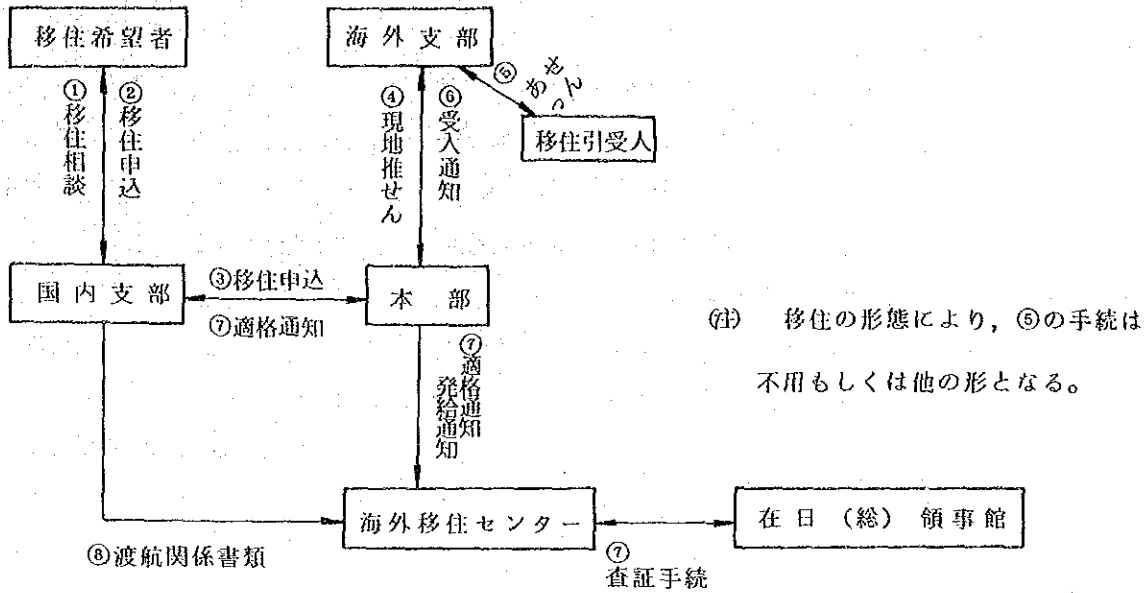 移住希望者
海外支部
①移住相談
②移住申込
④現地推せん
⑥受入通知
⑤あっせん
移住引受人
国内支部
③移住申込
⑦適格通知
本部
⑦適格通知
発給通知
(注) 移住の形態により,⑤の手続は
不用もしくは他の形となる。
海外移住センター
在日(総)領事館
⑧渡航関係書類
⑦
査証手続